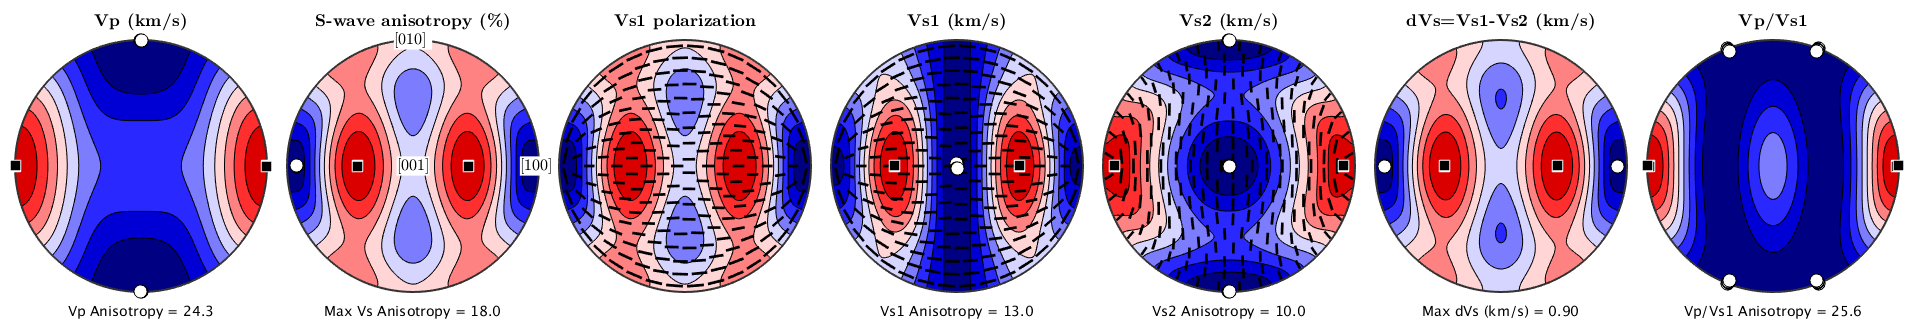 Vp (km/s)
S-wave anisotropy (%)
Vs1 polarization
Vs1 (km/s)
Vs2 (km/s)
dVs=Vs1-Vs2 (km/s)
Vp/Vs1
[010]
[001]
[100]
Vp Anisotropy = 24.3
Max Vs Anisotropy = 18.0
Vs1 Anisotropy = 13.0
Vs2 Anisotropy = 10.0
Max dVs (km/s) = 0.90
Vp/Vs1 Anisotropy = 25.6